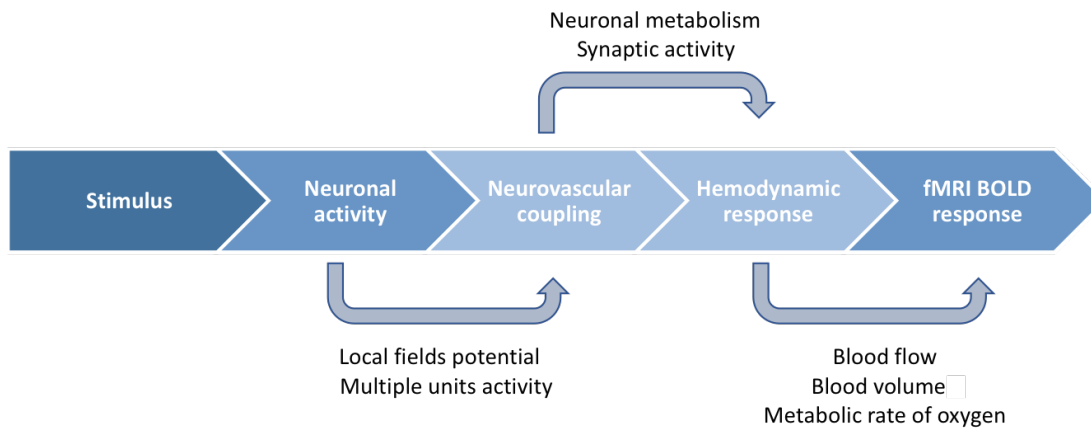 Neuronal metabolism
Synaptic activity
Stimulus
Neuronal
activity
Neurovascular
coupling
Hemodynamic
response
fMRI BOLD
response
Local fields potential
Multiple units activity
Blood flow
Blood volume
Metabolic rate of oxygen